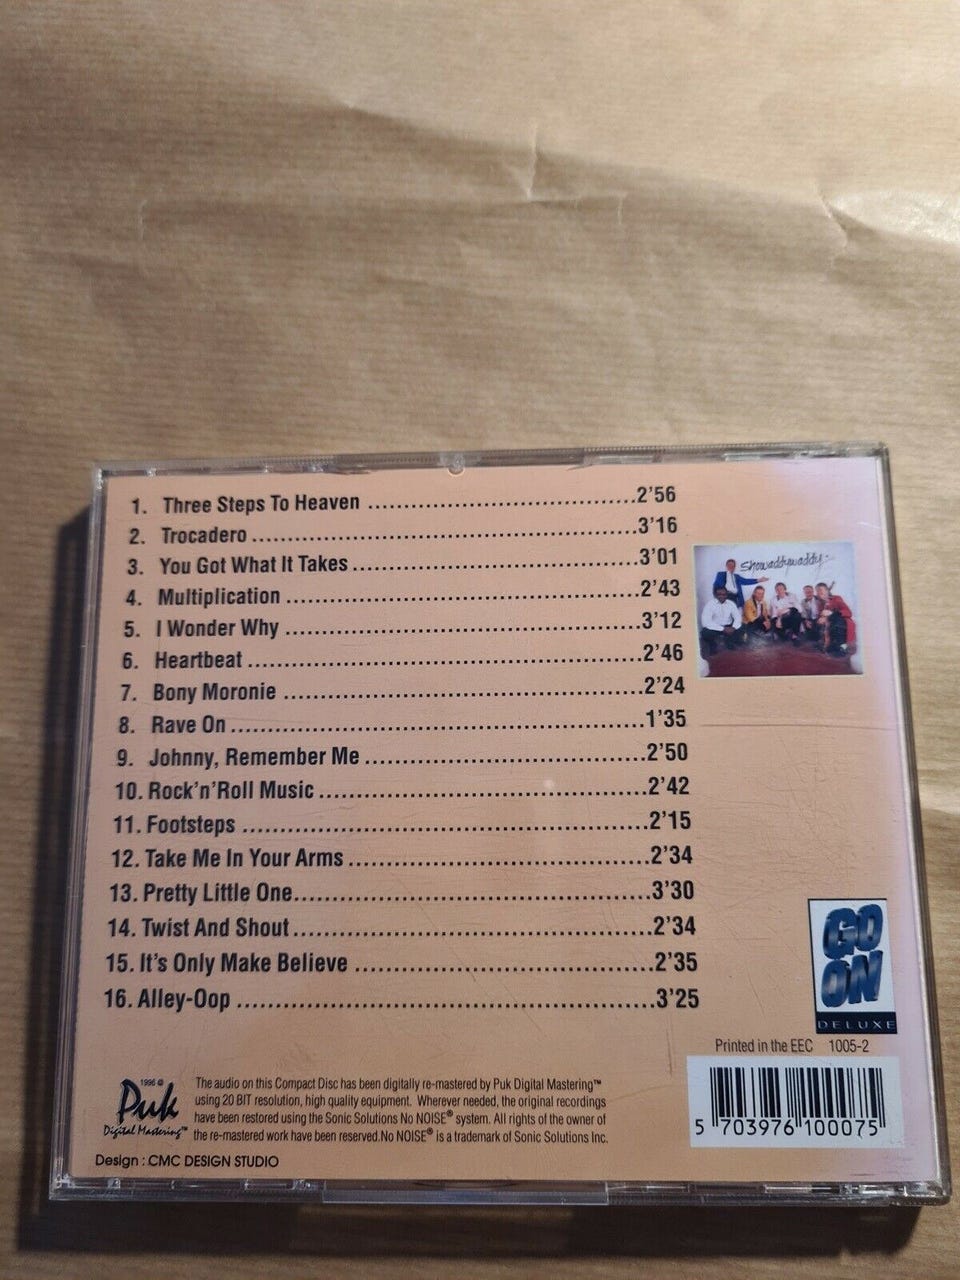 1. Three Steps To Heaven ........................................2'56
2. Trocadero ........................................3'16
3. You Got What It Takes ........................................3'01
4. Multiplication ........................................2'43
5. I Wonder Why ........................................3'12
6. Heartbeat ........................................2'46
7. Bony Moronie ........................................2'24
8. Rave On ........................................1'35
9. Johnny, Remember Me ........................................2'50
10. Rock'n'Roll Music ........................................2'42
11. Footsteps ........................................2'15
12. Take Me In Your Arms ........................................2'34
13. Pretty Little One ........................................3'30
14. Twist And Shout ........................................2'34
15. It's Only Make Believe ........................................2'35
16. Alley-Oop ........................................3'25
Showaddywaddy
GO
ON
DELUXE
Printed in the EEC 1005-2
5 703976 100075
1996 ©
Puk
Digital Mastering™
The audio on this Compact Disc has been digitally re-mastered by Puk Digital Mastering™
using 20 BIT resolution, high quality equipment. Wherever needed, the original recordings
have been restored using the Sonic Solutions No NOISE® system. All rights of the owner of
the re-mastered work have been reserved.No NOISE® is a trademark of Sonic Solutions Inc.
Design : CMC DESIGN STUDIO